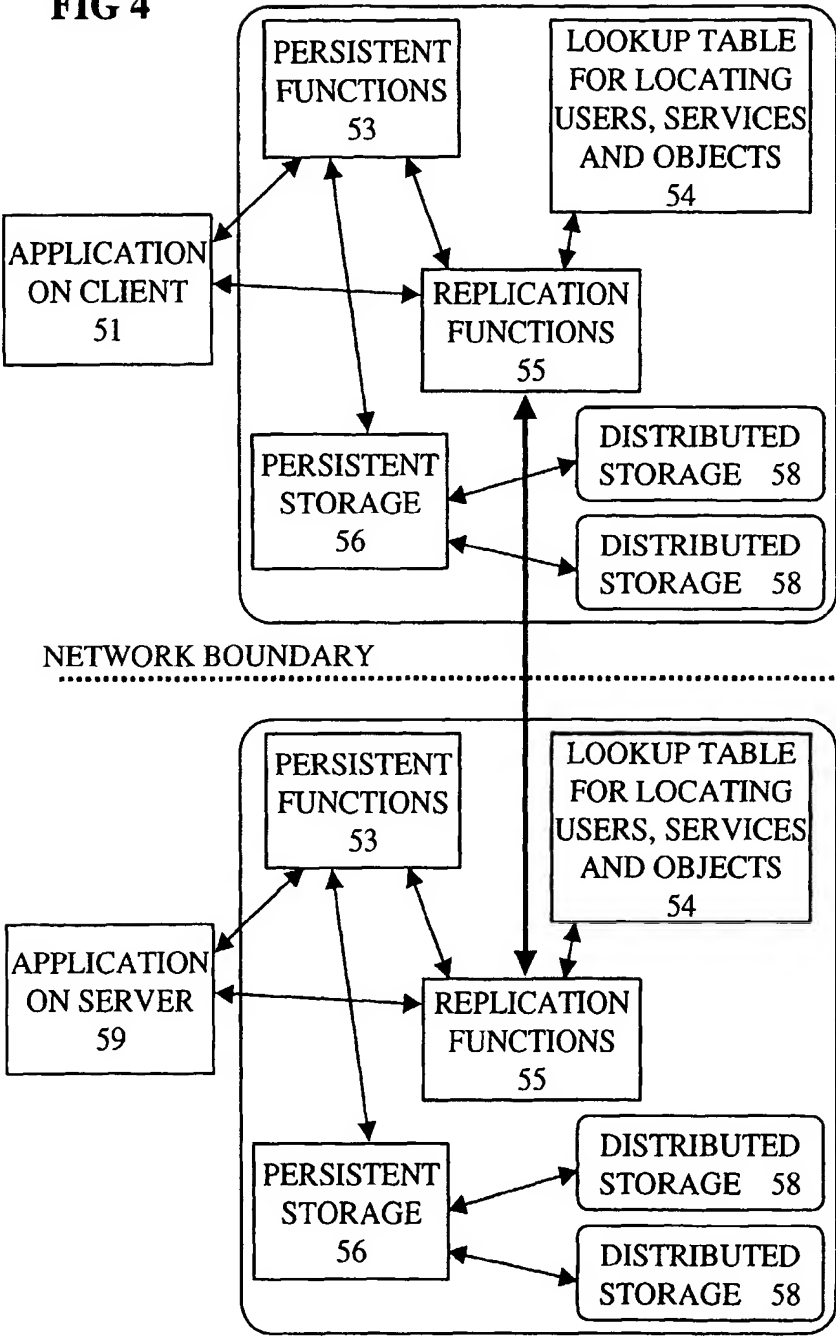 FIG 4
PERSISTENT
FUNCTIONS
53
LOOKUP TABLE
FOR LOCATING
USERS, SERVICES
AND OBJECTS
54
APPLICATION
ON CLIENT
51
REPLICATION
FUNCTIONS
55
PERSISTENT
STORAGE
56
DISTRIBUTED
STORAGE 58
DISTRIBUTED
STORAGE 58
NETWORK BOUNDARY
PERSISTENT
FUNCTIONS
53
LOOKUP TABLE
FOR LOCATING
USERS, SERVICES
AND OBJECTS
54
APPLICATION
ON SERVER
59
REPLICATION
FUNCTIONS
55
PERSISTENT
STORAGE
56
DISTRIBUTED
STORAGE 58
DISTRIBUTED
STORAGE 58